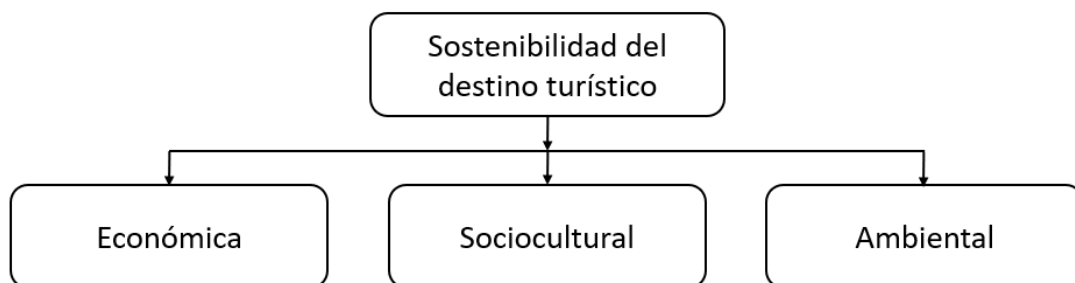 Sostenibilidad del
destino turístico
Económica
Sociocultural
Ambiental